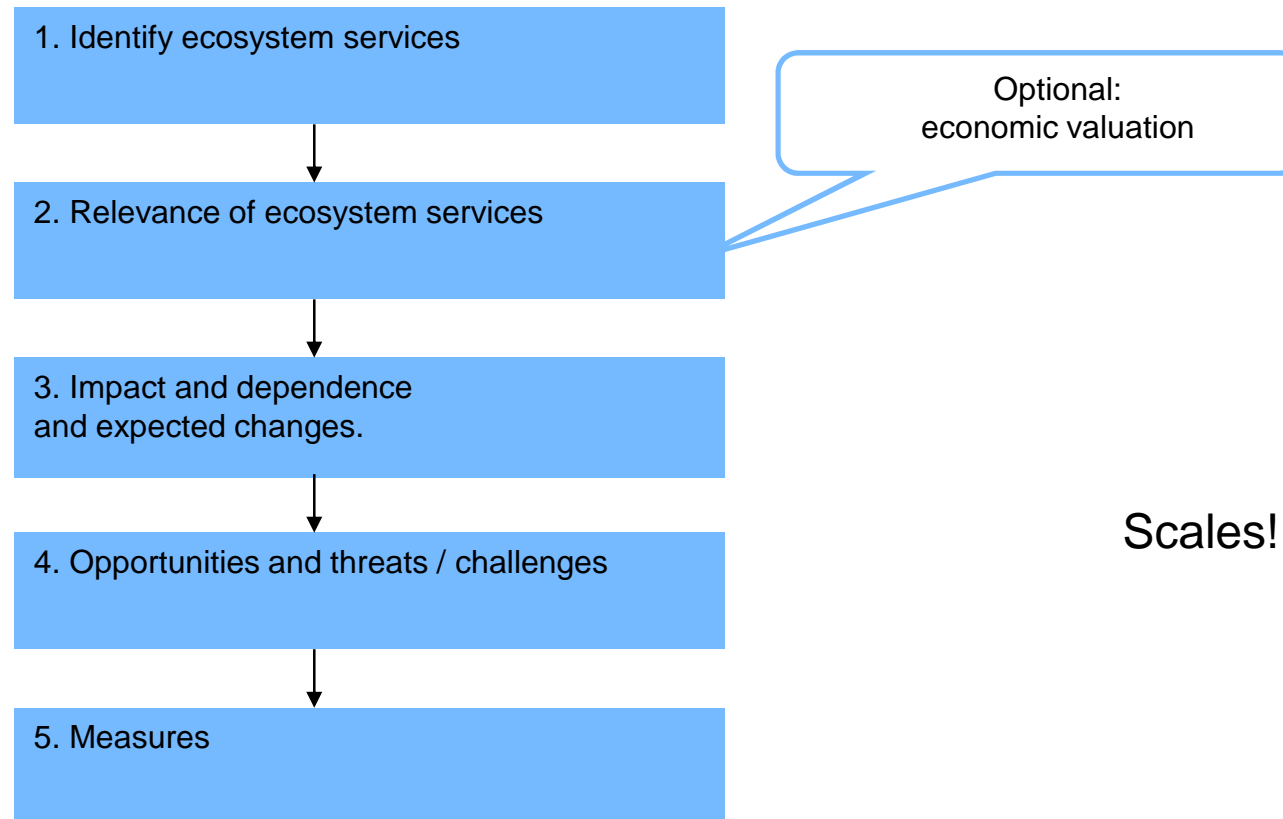 1. Identify ecosystem services
Optional:
economic valuation
2. Relevance of ecosystem services
3. Impact and dependence
and expected changes.
Scales!
4. Opportunities and threats / challenges
5. Measures